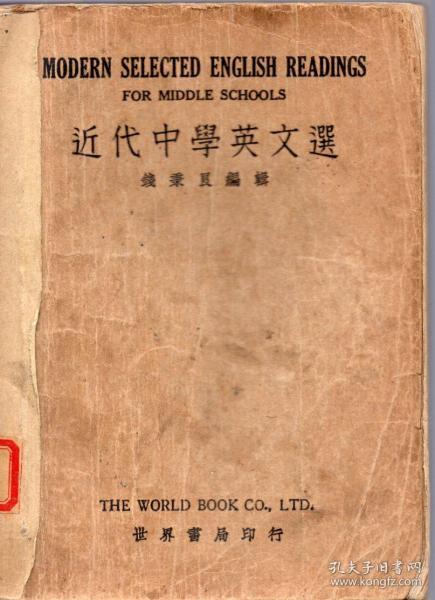 MODERN SELECTED ENGLISH READINGS
FOR MIDDLE SCHOOLS
近代中學英文選
錢秉良編輯
THE WORLD BOOK CO., LTD.
世界書局印行
孔夫子旧书网
www.kongfz.com